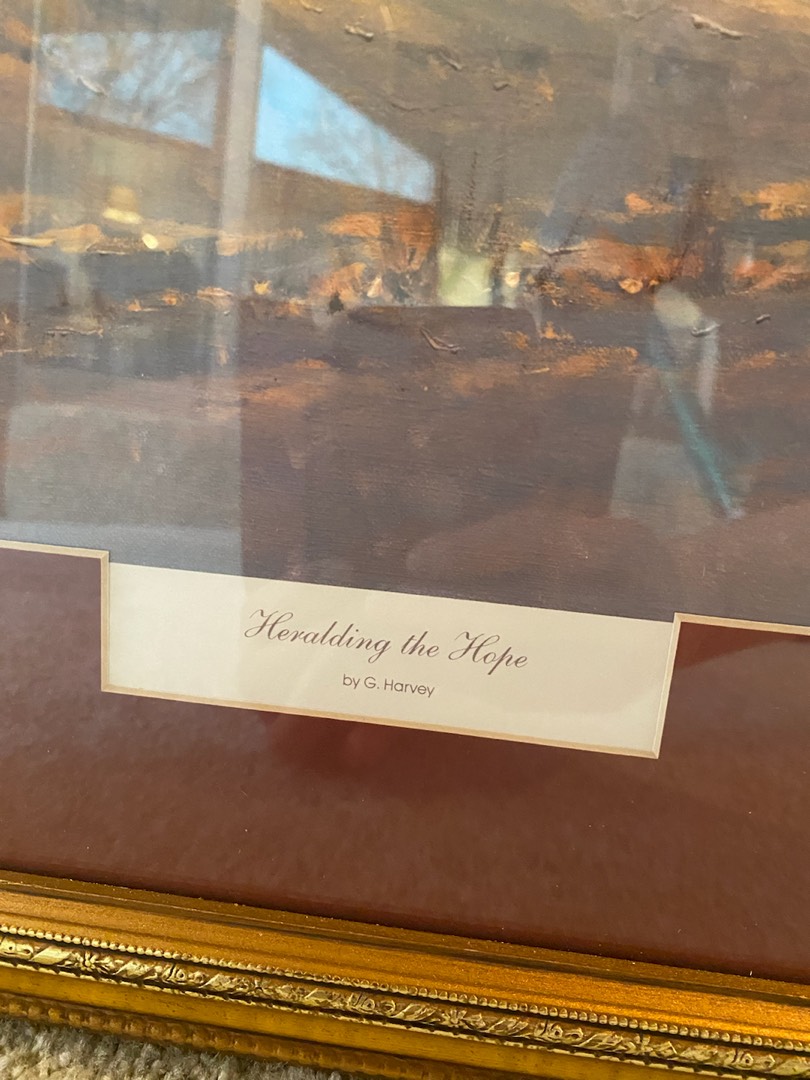 Heralding the Hope
by G. Harvey